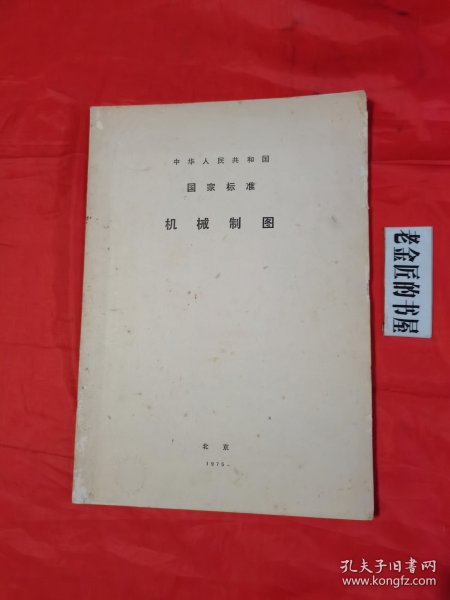 中华人民共和国
国家标准
机械制图
北京
1975
老金匠的书屋
孔夫子旧书网
www.kongfz.com